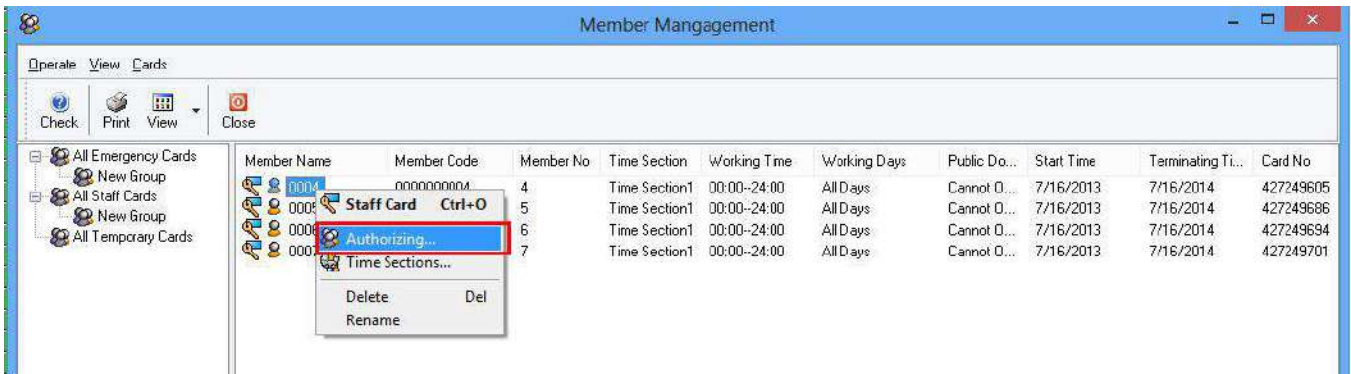 Member Mangagement
Operate View Cards
Check Print View Close
All Emergency Cards
New Group
All Staff Cards
New Group
All Temporary Cards
Member Name Member Code Member No Time Section Working Time Working Days Public Do... Start Time Terminating Ti... Card No
0004 0000000004 4 Time Section1 00:00--24:00 All Days Cannot O... 7/16/2013 7/16/2014 427249605
5 Time Section1 00:00--24:00 All Days Cannot O... 7/16/2013 7/16/2014 427249686
6 Time Section1 00:00--24:00 All Days Cannot O... 7/16/2013 7/16/2014 427249694
7 Time Section1 00:00--24:00 All Days Cannot O... 7/16/2013 7/16/2014 427249701
Staff Card Ctrl+O
Authorizing...
Time Sections...
Delete Del
Rename